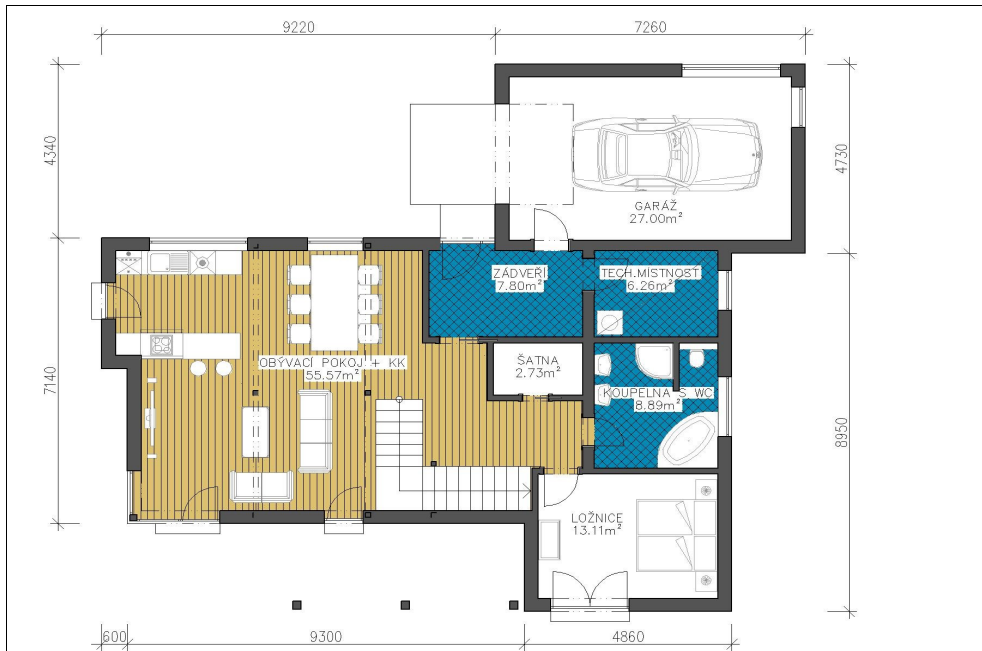 9220
7260
4340
4730
GARÁŽ
27.00m²
ZÁDVEŘÍ
7.80m²
TECH.MÍSTNOST
6.26m²
OBÝVACÍ POKOJ + KK
55.57m²
ŠATNA
2.73m²
KOUPELNA S WC
8.89m²
7140
8950
LOŽNICE
13.11m²
600
9300
4860